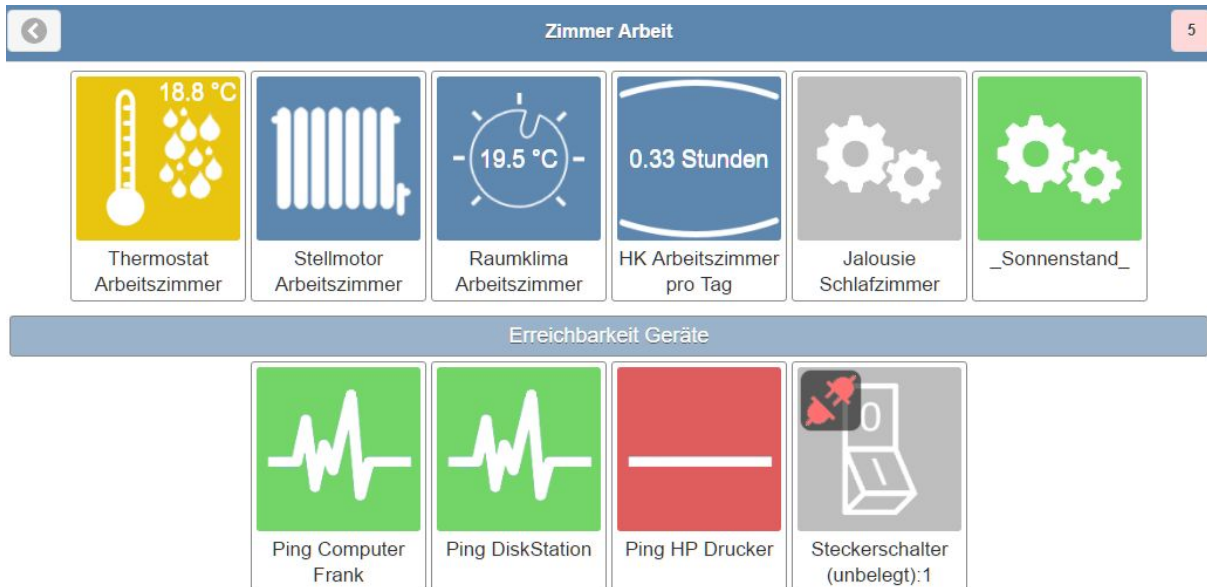 Zimmer Arbeit
5
18.8 °C
19.5 °C
0.33 Stunden
Thermostat
Arbeitszimmer
Stellmotor
Arbeitszimmer
Raumklima
Arbeitszimmer
HK Arbeitszimmer
pro Tag
Jalousie
Schlafzimmer
_Sonnenstand_
Erreichbarkeit Geräte
0
I
Ping Computer
Frank
Ping DiskStation
Ping HP Drucker
Steckerschalter
(unbelegt):1